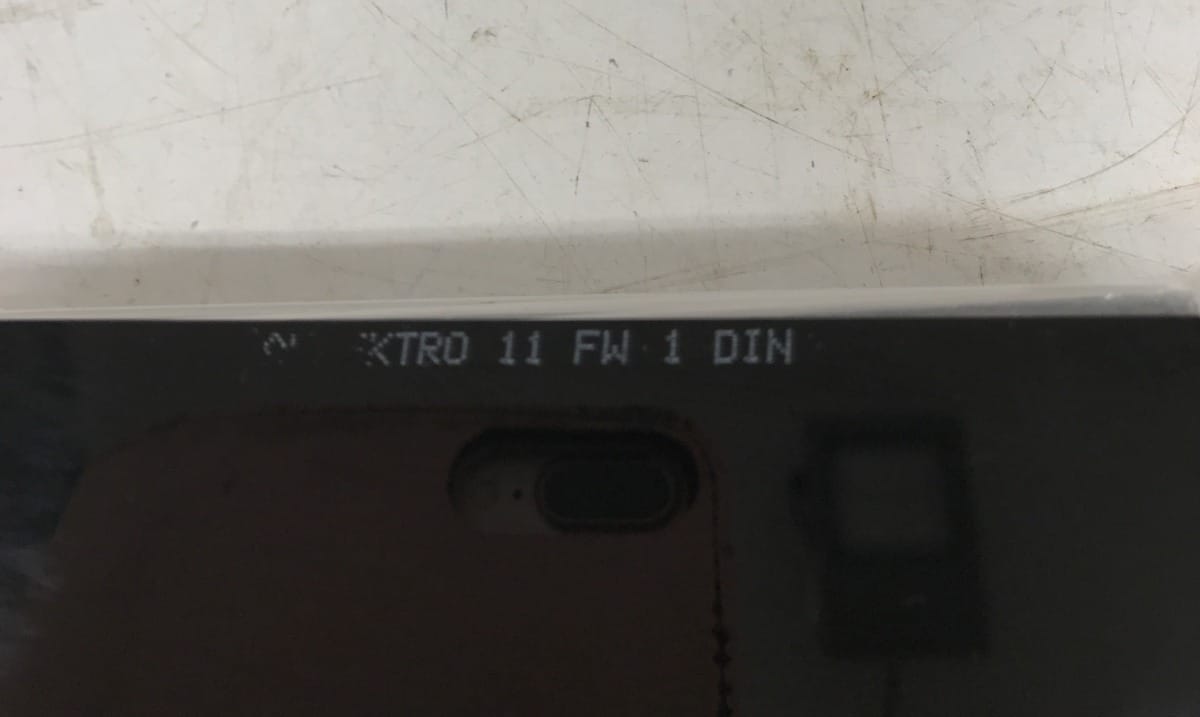 XTRO 11 FW 1 DIN